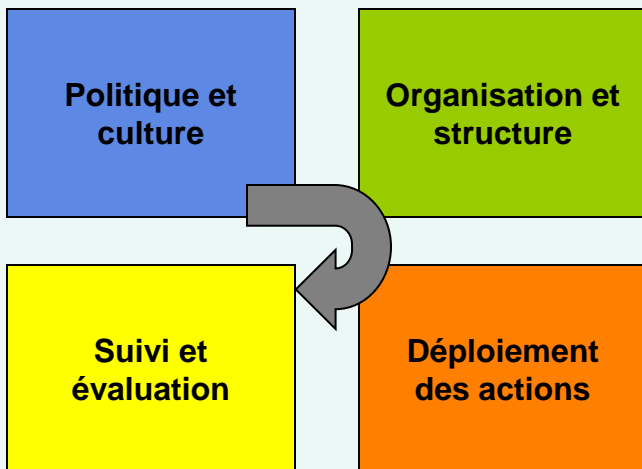 Politique et
culture
Organisation et
structure
Suivi et
évaluation
Déploiement
des actions